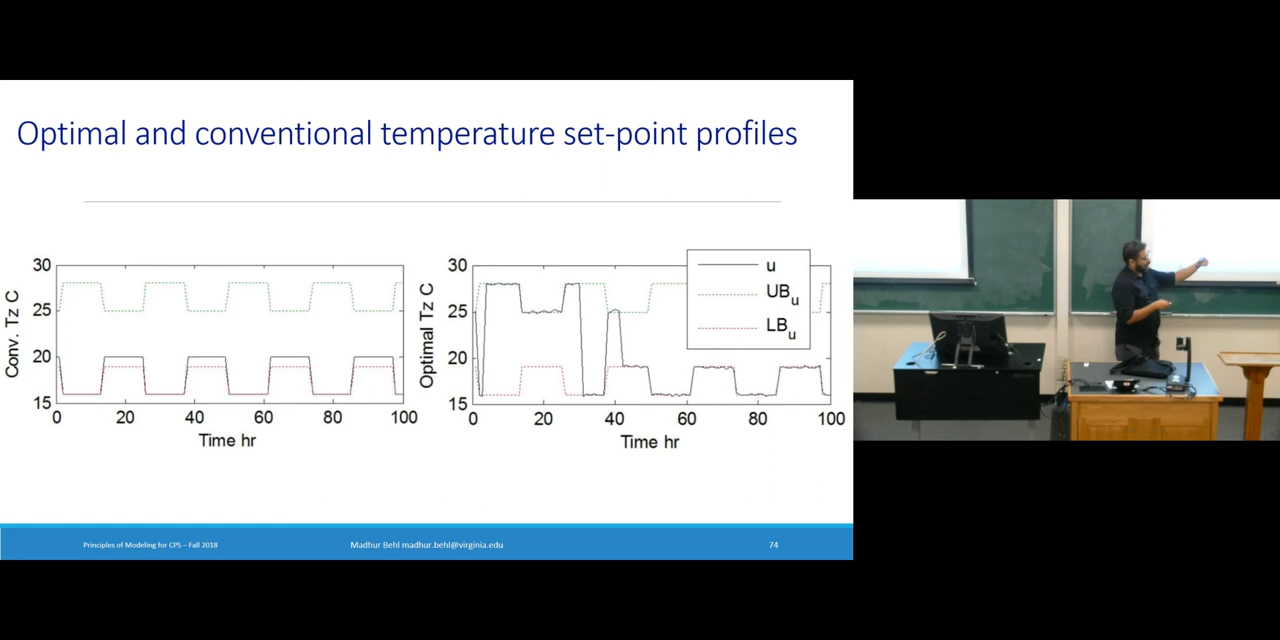 Optimal and conventional temperature set-point profiles
30
25
20
15
Conv. Tz C
0 20 40 60 80 100
Time hr
30
25
20
15
Optimal Tz C
0 20 40 60 80 100
Time hr
u
UBu
LBu
Principles of Modeling for CPS – Fall 2018
Madhur Behl madhur.behl@virginia.edu
74